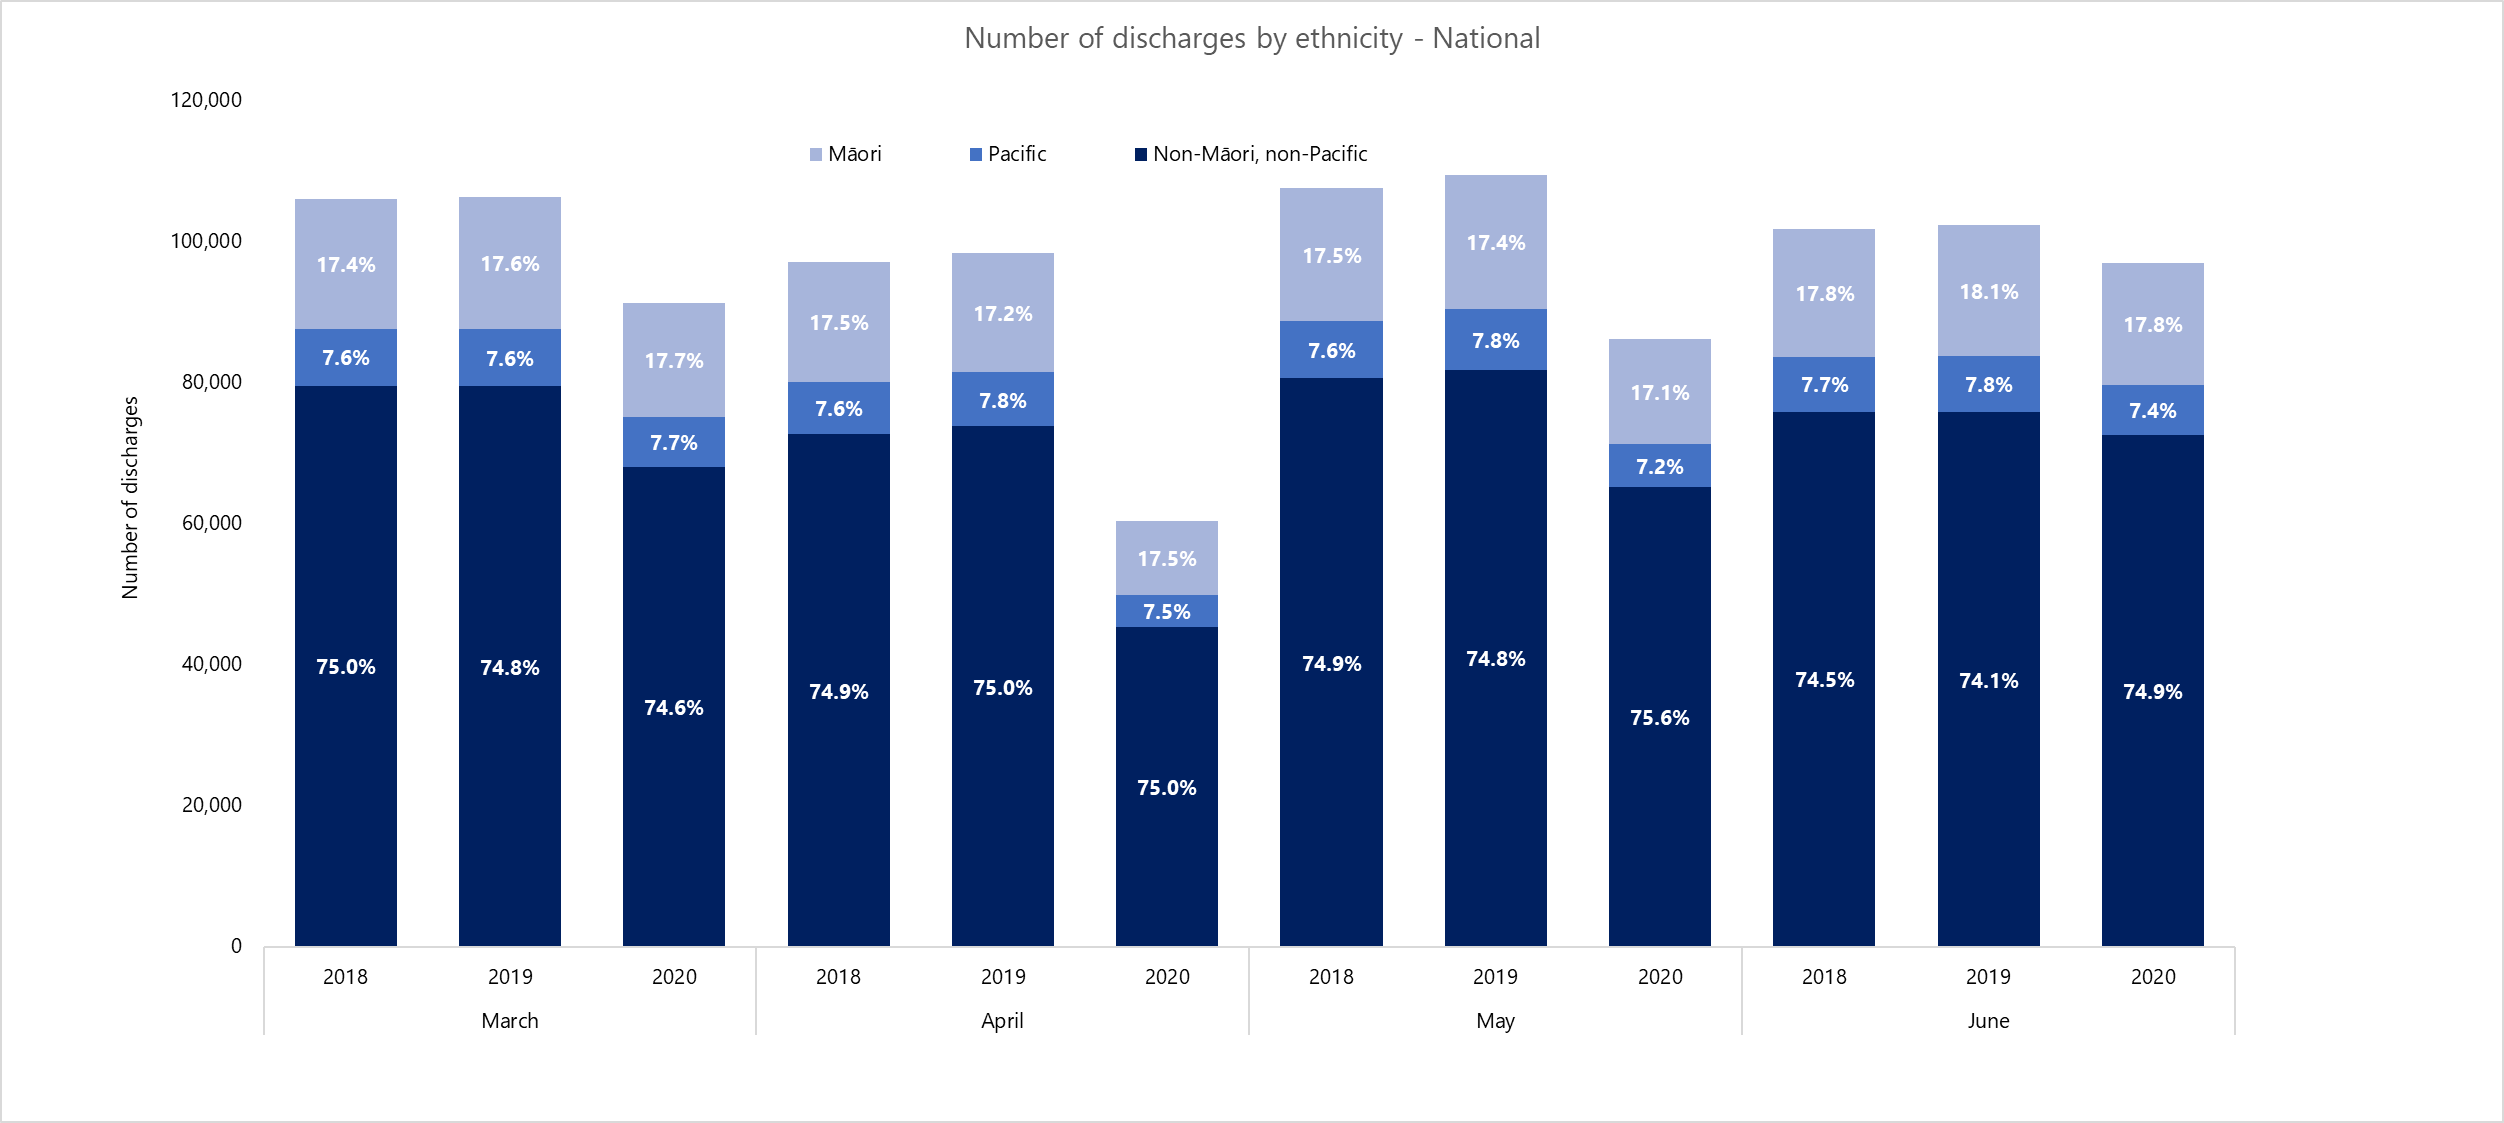 Number of discharges by ethnicity - National
120,000
100,000
80,000
60,000
40,000
20,000
0
Number of discharges
Māori Pacific Non-Māori, non-Pacific
17.4% 17.6% 17.7% 17.5% 17.2% 17.5% 17.5% 17.4% 17.1% 17.8% 18.1% 17.8%
7.6% 7.6% 7.7% 7.6% 7.8% 7.5% 7.6% 7.8% 7.2% 7.7% 7.8% 7.4%
75.0% 74.8% 74.6% 74.9% 75.0% 75.0% 74.9% 74.8% 75.6% 74.5% 74.1% 74.9%
2018 2019 2020 2018 2019 2020 2018 2019 2020 2018 2019 2020
March April May June